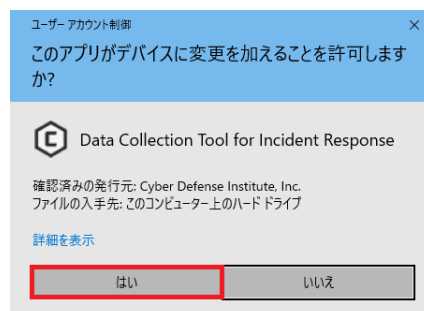 ユーザー アカウント制御
このアプリがデバイスに変更を加えることを許可します
か?
Data Collection Tool for Incident Response
確認済みの発行元: Cyber Defense Institute, Inc.
ファイルの入手先: このコンピューター上のハード ドライブ
詳細を表示
はい
いいえ